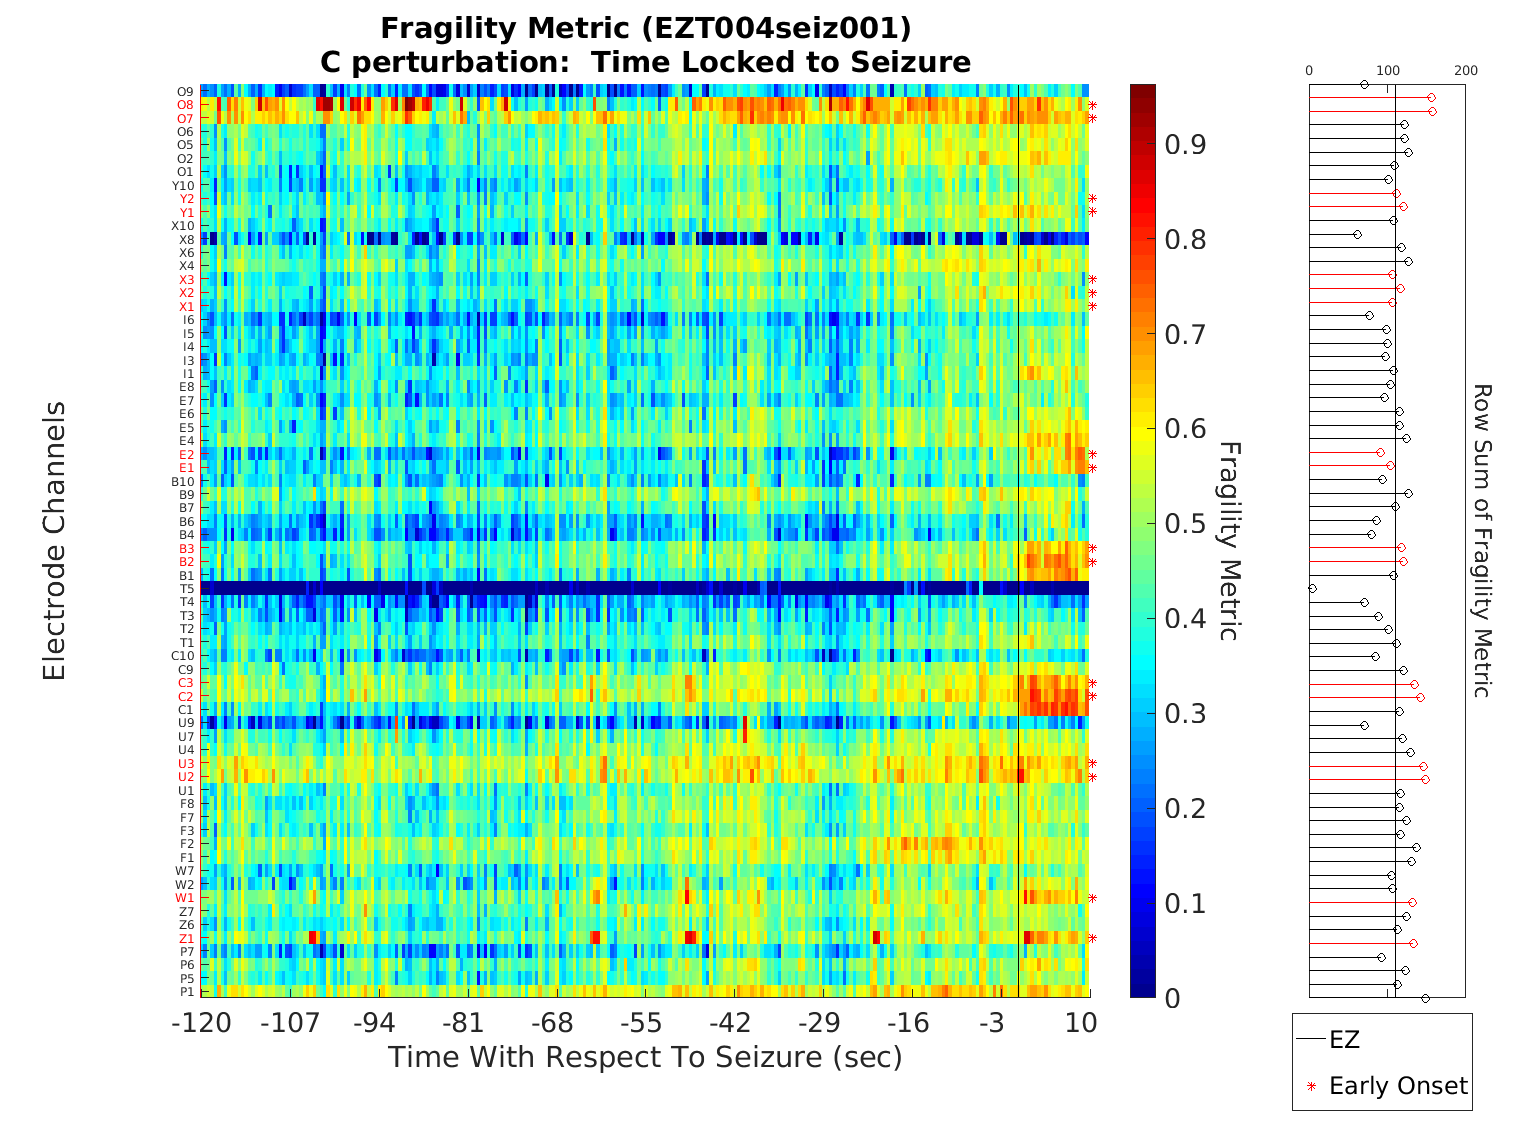 Fragility Metric (EZT004seiz001)
C perturbation:  Time Locked to Seizure
Electrode Channels
O9
O8
O7
O6
O5
O2
O1
Y10
Y2
Y1
X10
X8
X6
X4
X3
X2
X1
I6
I5
I4
I3
I1
E8
E7
E6
E5
E4
E2
E1
B10
B9
B7
B6
B4
B3
B2
B1
T5
T4
T3
T2
T1
C10
C9
C3
C2
C1
U9
U7
U4
U3
U2
U1
F8
F7
F3
F2
F1
W7
W2
W1
Z7
Z6
Z1
P7
P6
P5
P1
-120 -107 -94 -81 -68 -55 -42 -29 -16 -3 10
Time With Respect To Seizure (sec)
0.9
0.8
0.7
0.6
0.5
0.4
0.3
0.2
0.1
0
Fragility Metric
0 100 200
Row Sum of Fragility Metric
EZ
Early Onset